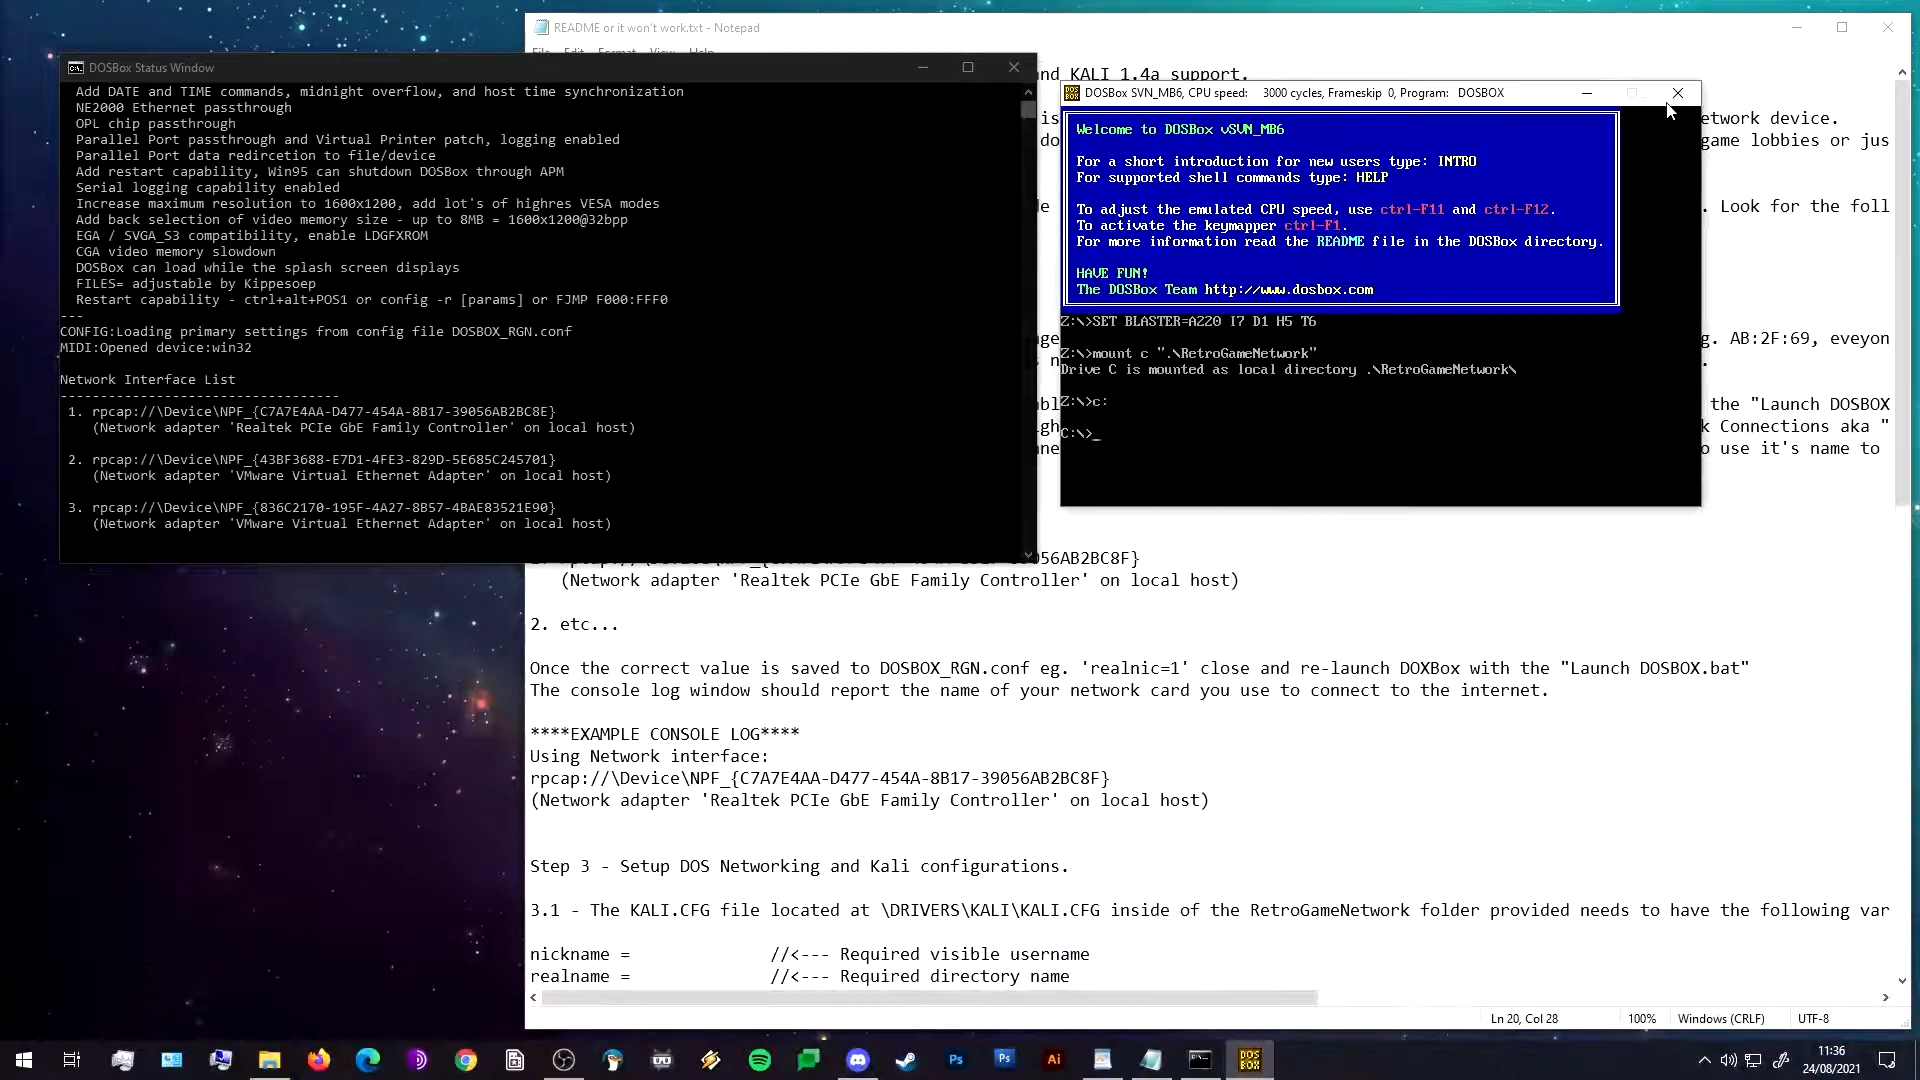 README or it won't work.txt - Notepad
File Edit Format View Help
DOSBox Status Window
Add DATE and TIME commands, midnight overflow, and host time synchronization
NE2000 Ethernet passthrough
OPL chip passthrough
Parallel Port passthrough and Virtual Printer patch, logging enabled
Parallel Port data redircetion to file/device
Add restart capability, Win95 can shutdown DOSBox through APM
Serial logging capability enabled
Increase maximum resolution to 1600x1200, add lot's of highres VESA modes
Add back selection of video memory size - up to 8MB = 1600x1200@32bpp
EGA / SVGA_S3 compatibility, enable LDGFXROM
CGA video memory slowdown
DOSBox can load while the splash screen displays
FILES= adjustable by Kippesoep
Restart capability - ctrl+alt+POS1 or config -r [params] or FJMP F000:FFF0
---
CONFIG:Loading primary settings from config file DOSBOX_RGN.conf
MIDI:Opened device:win32
Network Interface List
-----------------------------------
1. rpcap://\Device\NPF_{C7A7E4AA-D477-454A-8B17-39056AB2BC8E}
(Network adapter 'Realtek PCIe GbE Family Controller' on local host)
2. rpcap://\Device\NPF_{43BF3688-E7D1-4FE3-829D-5E685C245701}
(Network adapter 'VMware Virtual Ethernet Adapter' on local host)
3. rpcap://\Device\NPF_{836C2170-195F-4A27-8B57-4BAE83521E90}
(Network adapter 'VMware Virtual Ethernet Adapter' on local host)
DOSBox SVN_MB6, CPU speed: 3000 cycles, Frameskip 0, Program: DOSBOX
Welcome to DOSBox vSVN_MB6
For a short introduction for new users type: INTRO
For supported shell commands type: HELP
To adjust the emulated CPU speed, use ctrl-F11 and ctrl-F12.
To activate the keymapper ctrl-F1.
For more information read the README file in the DOSBox directory.
HAVE FUN!
The DOSBox Team http://www.dosbox.com
Z:\>SET BLASTER=A220 I7 D1 H5 T6
Z:\>mount c ".\RetroGameNetwork"
Drive C is mounted as local directory .\RetroGameNetwork\
Z:\>c:
C:\>_
nd KALI 1.4a support.
is
etwork device.
do
game lobbies or jus
de
. Look for the foll
g. AB:2F:69, eveyon
the "Launch DOSBOX
k Connections aka "
o use it's name to
056AB2BC8F}
(Network adapter 'Realtek PCIe GbE Family Controller' on local host)
2. etc...
Once the correct value is saved to DOSBOX_RGN.conf eg. 'realnic=1' close and re-launch DOXBox with the "Launch DOSBOX.bat"
The console log window should report the name of your network card you use to connect to the internet.
****EXAMPLE CONSOLE LOG****
Using Network interface:
rpcap://\Device\NPF_{C7A7E4AA-D477-454A-8B17-39056AB2BC8F}
(Network adapter 'Realtek PCIe GbE Family Controller' on local host)
Step 3 - Setup DOS Networking and Kali configurations.
3.1 - The KALI.CFG file located at \DRIVERS\KALI\KALI.CFG inside of the RetroGameNetwork folder provided needs to have the following var
nickname = //<--- Required visible username
realname = //<--- Required directory name
Ln 20, Col 28 100% Windows (CRLF) UTF-8
11:36
24/08/2021